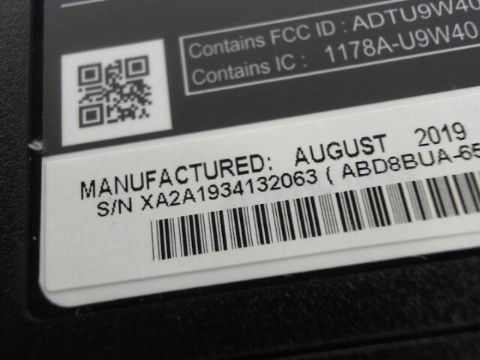 Contains FCC ID : ADTU9W40
Contains IC : 1178A-U9W40
MANUFACTURED: AUGUST 2019
S/N XA2A1934132063 ( ABD8BUA-65